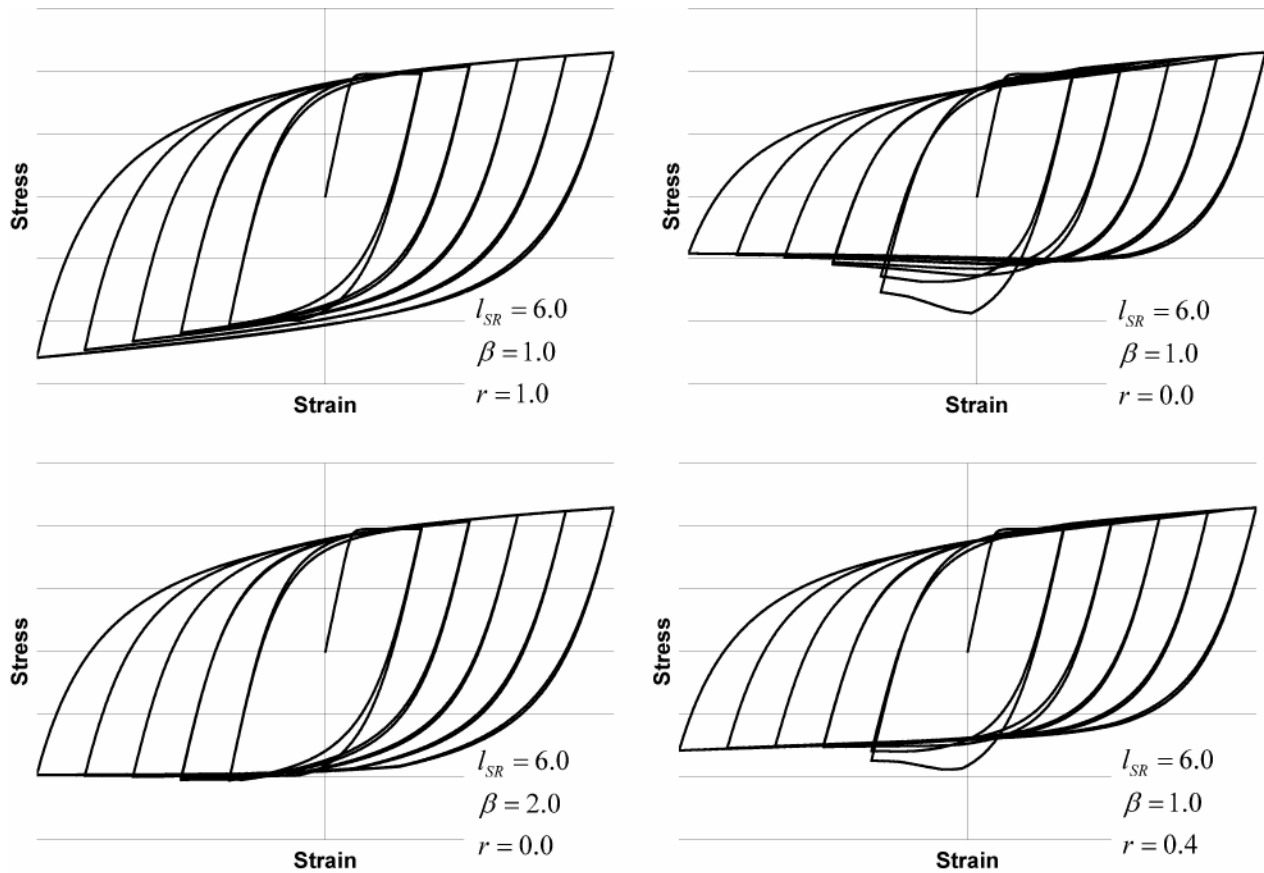 Stress
l_SR = 6.0
β = 1.0
r = 1.0
Strain
Stress
l_SR = 6.0
β = 1.0
r = 0.0
Strain
Stress
l_SR = 6.0
β = 2.0
r = 0.0
Strain
Stress
l_SR = 6.0
β = 1.0
r = 0.4
Strain